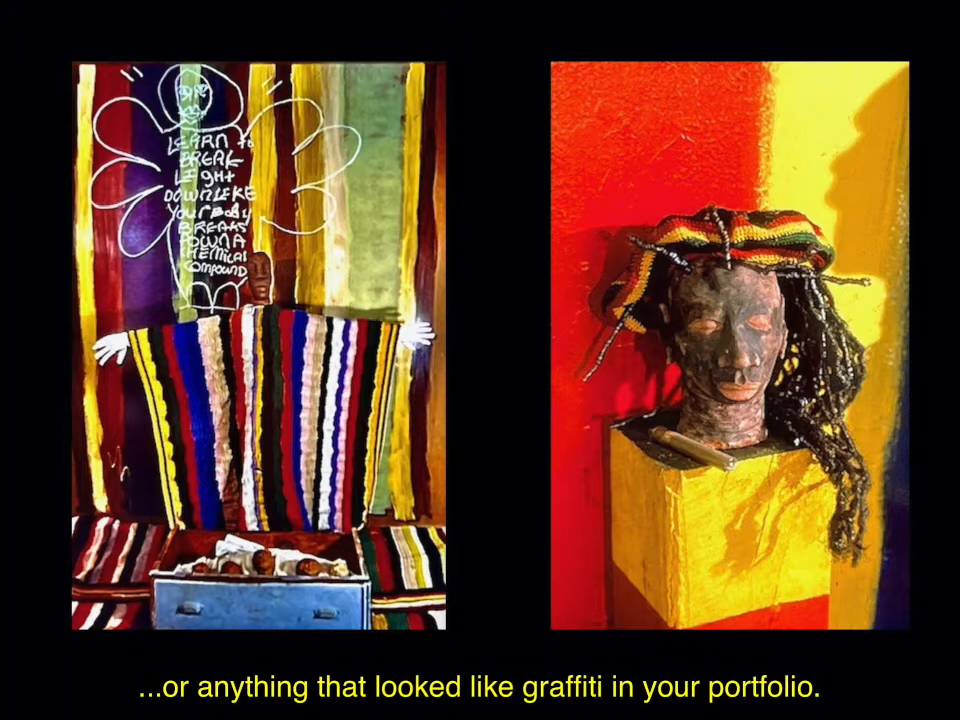 LEARN to
BREAK
LIGHT
DOWN LIKE
YOUR BODY
BREAKS
DOWN A
CHEMICAL
COMPOUND
...or anything that looked like graffiti in your portfolio.